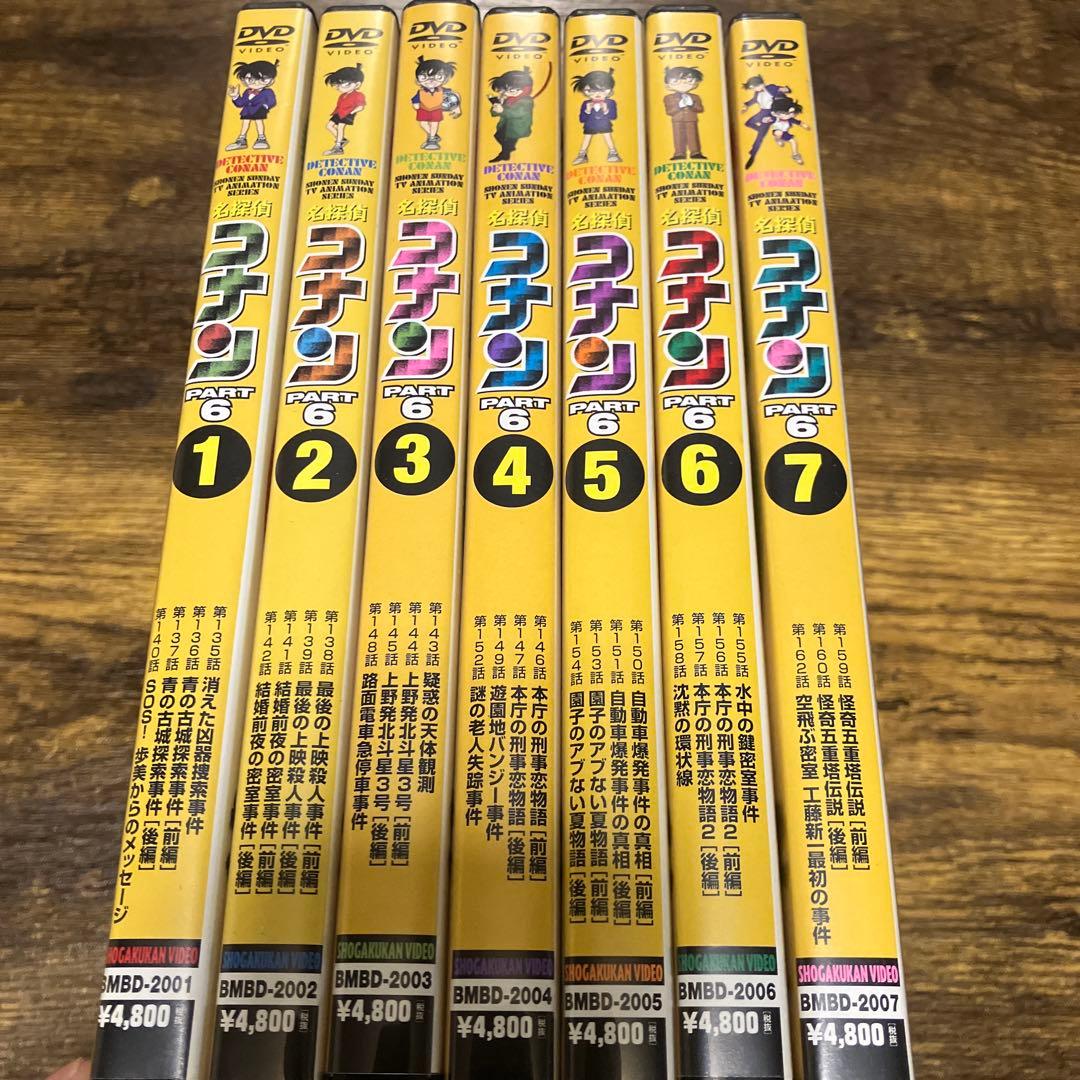 DVD
VIDEO
DETECTIVE
CONAN
SHONEN SUNDAY
TV ANIMATION
SERIES
名探偵
コナン
PART
6
1
第135話 消えた凶器捜索事件
第136話 青の古城探索事件[前編]
第137話 青の古城探索事件[後編]
第140話 SOS! 歩美からのメッセージ
SHOGAKUKAN VIDEO
BMBD-2001
¥4,800 [税抜]
DVD
VIDEO
DETECTIVE
CONAN
SHONEN SUNDAY
TV ANIMATION
SERIES
名探偵
コナン
PART
6
2
第138話 最後の上映殺人事件[前編]
第139話 最後の上映殺人事件[後編]
第141話 結婚前夜の密室事件[前編]
第142話 結婚前夜の密室事件[後編]
SHOGAKUKAN VIDEO
BMBD-2002
¥4,800 [税抜]
DVD
VIDEO
DETECTIVE
CONAN
SHONEN SUNDAY
TV ANIMATION
SERIES
名探偵
コナン
PART
6
3
第143話 疑惑の天体観測
第144話 上野発北斗星3号[前編]
第145話 上野発北斗星3号[後編]
第148話 路面電車急停車事件
SHOGAKUKAN VIDEO
BMBD-2003
¥4,800 [税抜]
DVD
VIDEO
DETECTIVE
CONAN
SHONEN SUNDAY
TV ANIMATION
SERIES
名探偵
コナン
PART
6
4
第146話 本庁の刑事恋物語[前編]
第147話 本庁の刑事恋物語[後編]
第149話 遊園地バンジー事件
第152話 謎の老人失踪事件
SHOGAKUKAN VIDEO
BMBD-2004
¥4,800 [税抜]
DVD
VIDEO
DETECTIVE
CONAN
SHONEN SUNDAY
TV ANIMATION
SERIES
名探偵
コナン
PART
6
5
第150話 自動車爆発事件の真相[前編]
第151話 自動車爆発事件の真相[後編]
第153話 園子のアブない夏物語[前編]
第154話 園子のアブない夏物語[後編]
SHOGAKUKAN VIDEO
BMBD-2005
¥4,800 [税抜]
DVD
VIDEO
DETECTIVE
CONAN
SHONEN SUNDAY
TV ANIMATION
SERIES
名探偵
コナン
PART
6
6
第155話 水中の鍵密室事件
第156話 本庁の刑事恋物語2[前編]
第157話 本庁の刑事恋物語2[後編]
第158話 沈黙の環状線
SHOGAKUKAN VIDEO
BMBD-2006
¥4,800 [税抜]
DVD
VIDEO
DETECTIVE
CONAN
SHONEN SUNDAY
TV ANIMATION
SERIES
名探偵
コナン
PART
6
7
第159話 怪奇五重塔伝説[前編]
第160話 怪奇五重塔伝説[後編]
第162話 空飛ぶ密室 工藤新一最初の事件
SHOGAKUKAN VIDEO
BMBD-2007
¥4,800 [税抜]